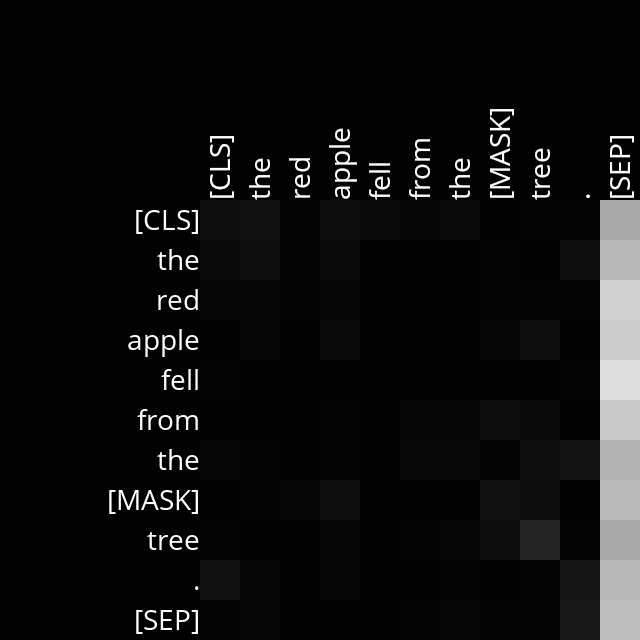 [CLS] the red apple fell from the [MASK] tree . [SEP]
[CLS]
the
red
apple
fell
from
the
[MASK]
tree
.
[SEP]